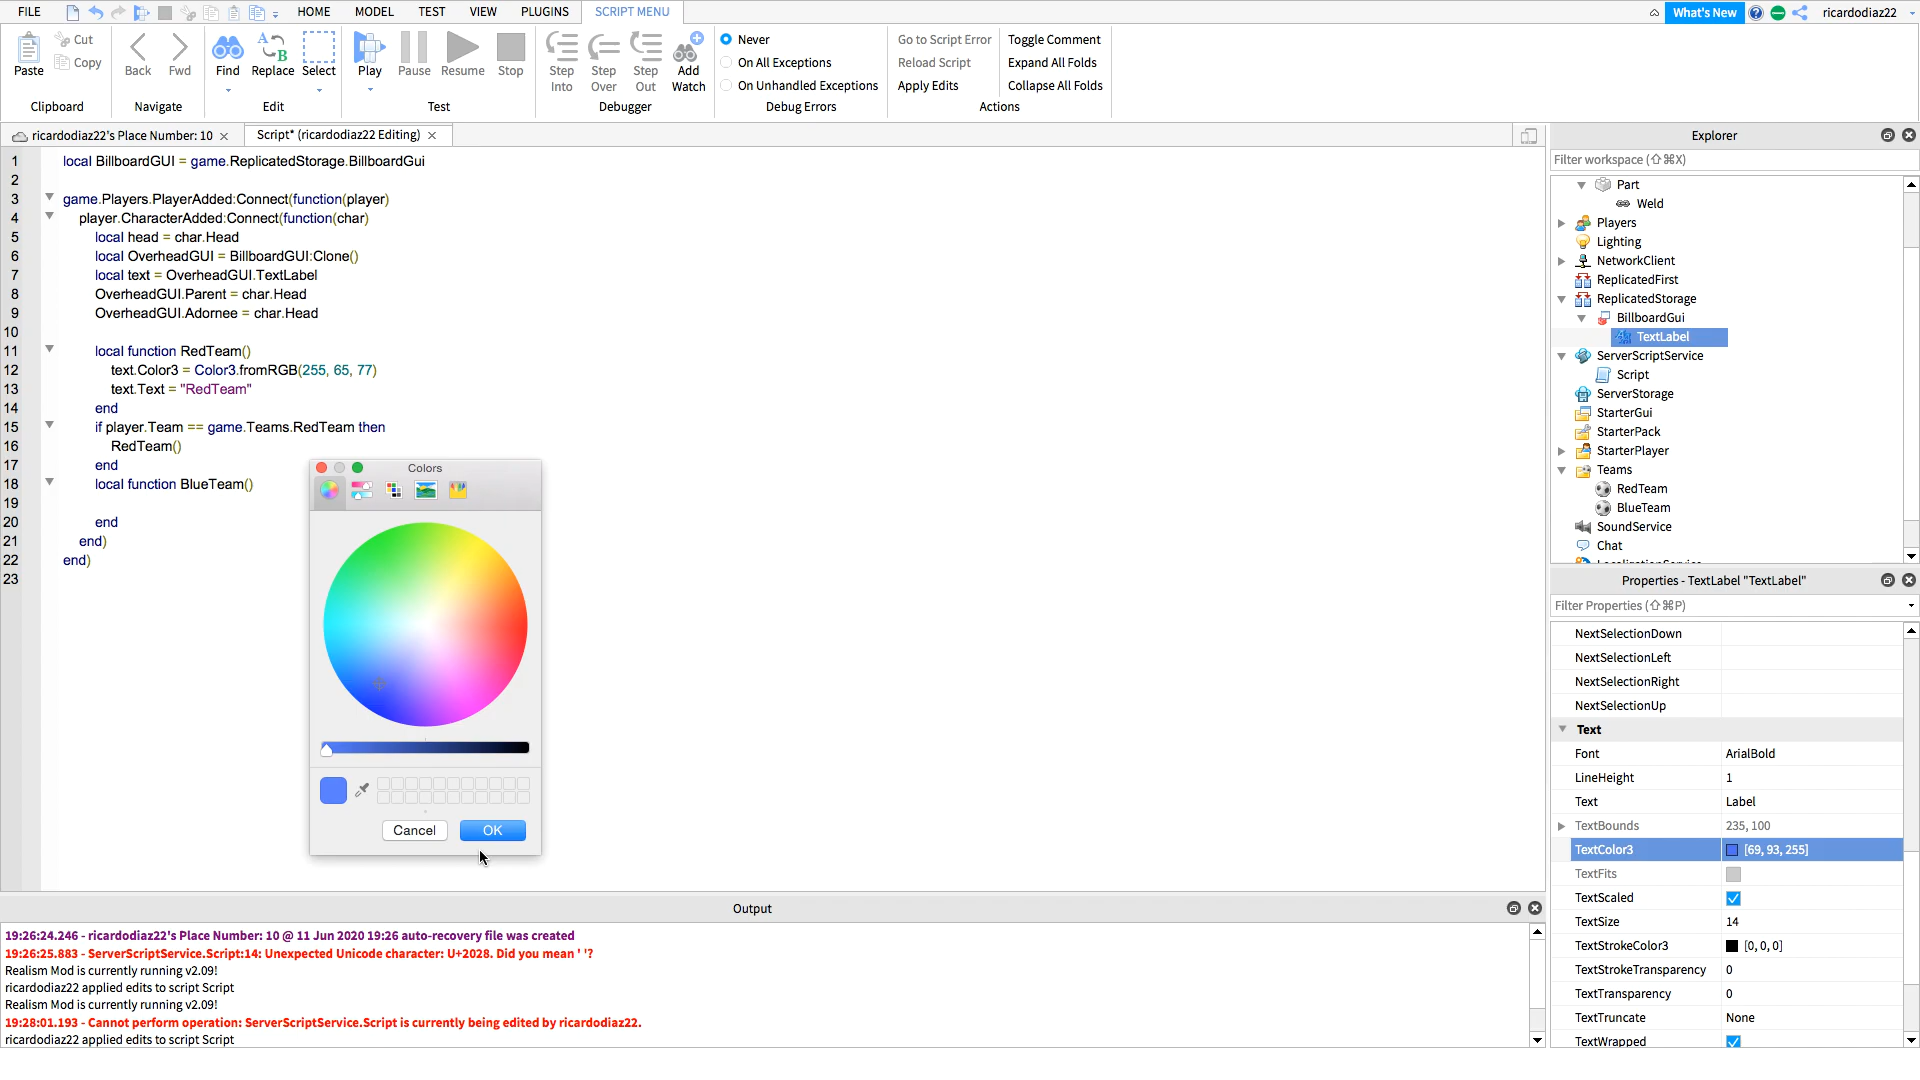 FILE HOME MODEL TEST VIEW PLUGINS SCRIPT MENU What's New ricardodiaz22
Paste Cut Copy Clipboard
Back Fwd Navigate
Find Replace Select Edit
Play Pause Resume Stop Test
Step Into Step Over Step Out Add Watch Debugger
Never
On All Exceptions
On Unhandled Exceptions
Debug Errors
Go to Script Error Toggle Comment
Reload Script Expand All Folds
Apply Edits Collapse All Folds
Actions
ricardodiaz22's Place Number: 10 Script* (ricardodiaz22 Editing)
1 local BillboardGUI = game.ReplicatedStorage.BillboardGui
2
3 game.Players.PlayerAdded:Connect(function(player)
4 player.CharacterAdded:Connect(function(char)
5 local head = char.Head
6 local OverheadGUI = BillboardGUI:Clone()
7 local text = OverheadGUI.TextLabel
8 OverheadGUI.Parent = char.Head
9 OverheadGUI.Adornee = char.Head
10
11 local function RedTeam()
12 text.Color3 = Color3.fromRGB(255, 65, 77)
13 text.Text = "RedTeam"
14 end
15 if player.Team == game.Teams.RedTeam then
16 RedTeam()
17 end
18 local function BlueTeam()
19
20 end
21 end)
22 end)
23
Colors
Cancel OK
Output
19:26:24.246 - ricardodiaz22's Place Number: 10 @ 11 Jun 2020 19:26 auto-recovery file was created
19:26:25.883 - ServerScriptService.Script:14: Unexpected Unicode character: U+2028. Did you mean ' '?
Realism Mod is currently running v2.09!
ricardodiaz22 applied edits to script Script
Realism Mod is currently running v2.09!
19:28:01.193 - Cannot perform operation: ServerScriptService.Script is currently being edited by ricardodiaz22.
ricardodiaz22 applied edits to script Script
Explorer
Filter workspace (⇧⌘X)
Part
Weld
Players
Lighting
NetworkClient
ReplicatedFirst
ReplicatedStorage
BillboardGui
TextLabel
ServerScriptService
Script
ServerStorage
StarterGui
StarterPack
StarterPlayer
Teams
RedTeam
BlueTeam
SoundService
Chat
Properties - TextLabel "TextLabel"
Filter Properties (⇧⌘P)
NextSelectionDown
NextSelectionLeft
NextSelectionRight
NextSelectionUp
Text
Font ArialBold
LineHeight 1
Text Label
TextBounds 235, 100
TextColor3 [69, 93, 255]
TextFits
TextScaled
TextSize 14
TextStrokeColor3 [0, 0, 0]
TextStrokeTransparency 0
TextTransparency 0
TextTruncate None
TextWrapped